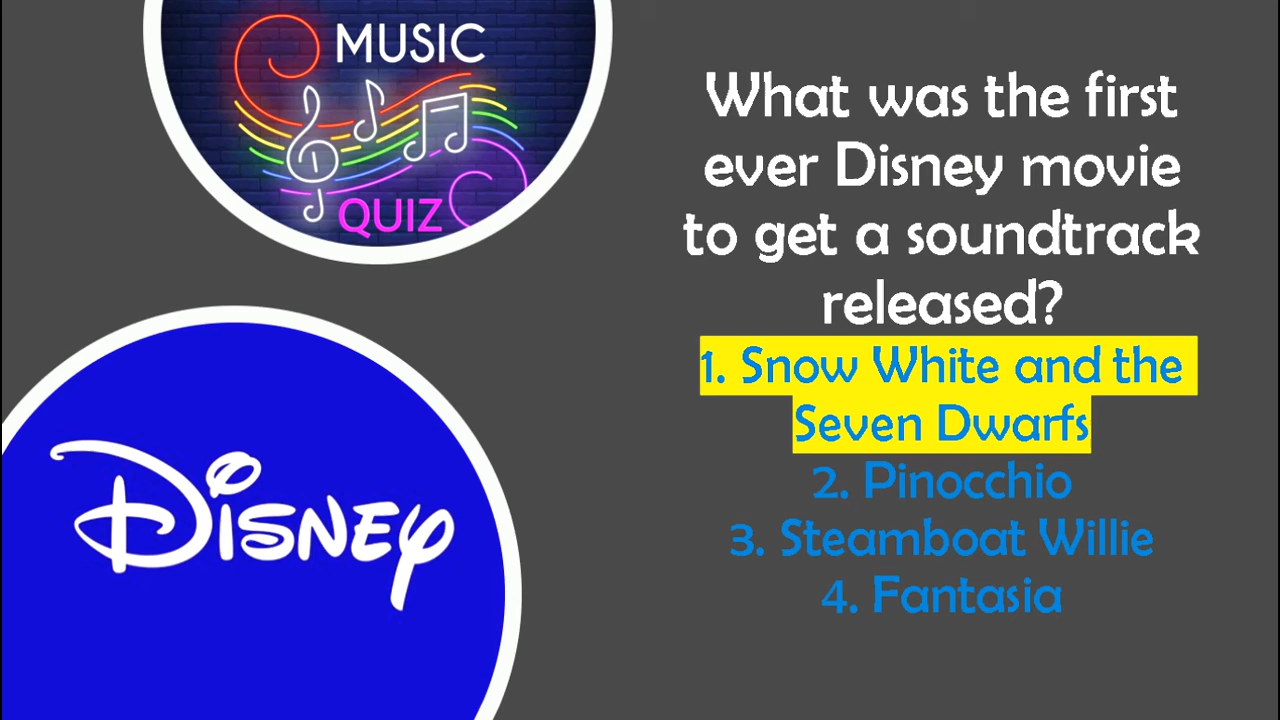 MUSIC
QUIZ
What was the first
ever Disney movie
to get a soundtrack
released?
1. Snow White and the
Seven Dwarfs
2. Pinocchio
3. Steamboat Willie
4. Fantasia
Disney